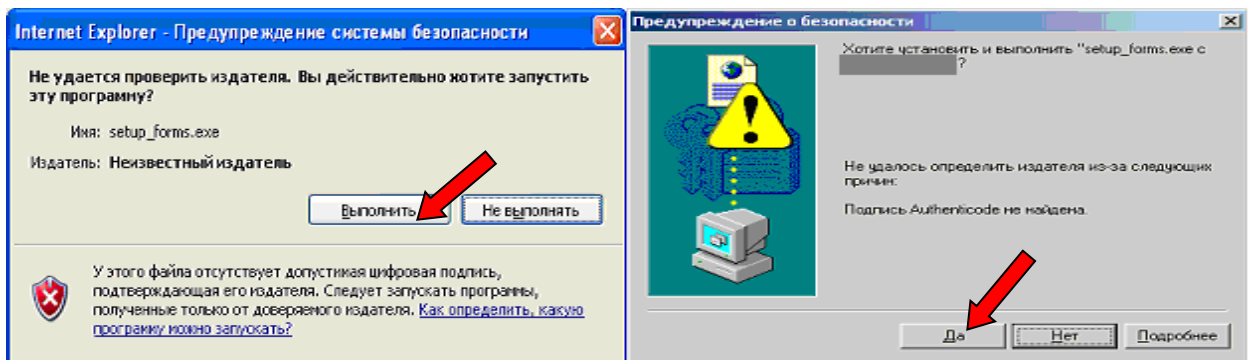 Internet Explorer - Предупреждение системы безопасности
Не удается проверить издателя. Вы действительно хотите запустить
эту программу?
Имя: setup_forms.exe
Издатель: Неизвестный издатель
Выполнить
Не выполнять
У этого файла отсутствует допустимая цифровая подпись,
подтверждающая его издателя. Следует запускать программы,
полученные только от доверяемого издателя. Как определить, какую
программу можно запускать?
Предупреждение о безопасности
Хотите установить и выполнить "setup_forms.exe с
?
Не удалось определить издателя из-за следующих
причин:
Подпись Authenticode не найдена.
Да
Нет
Подробнее